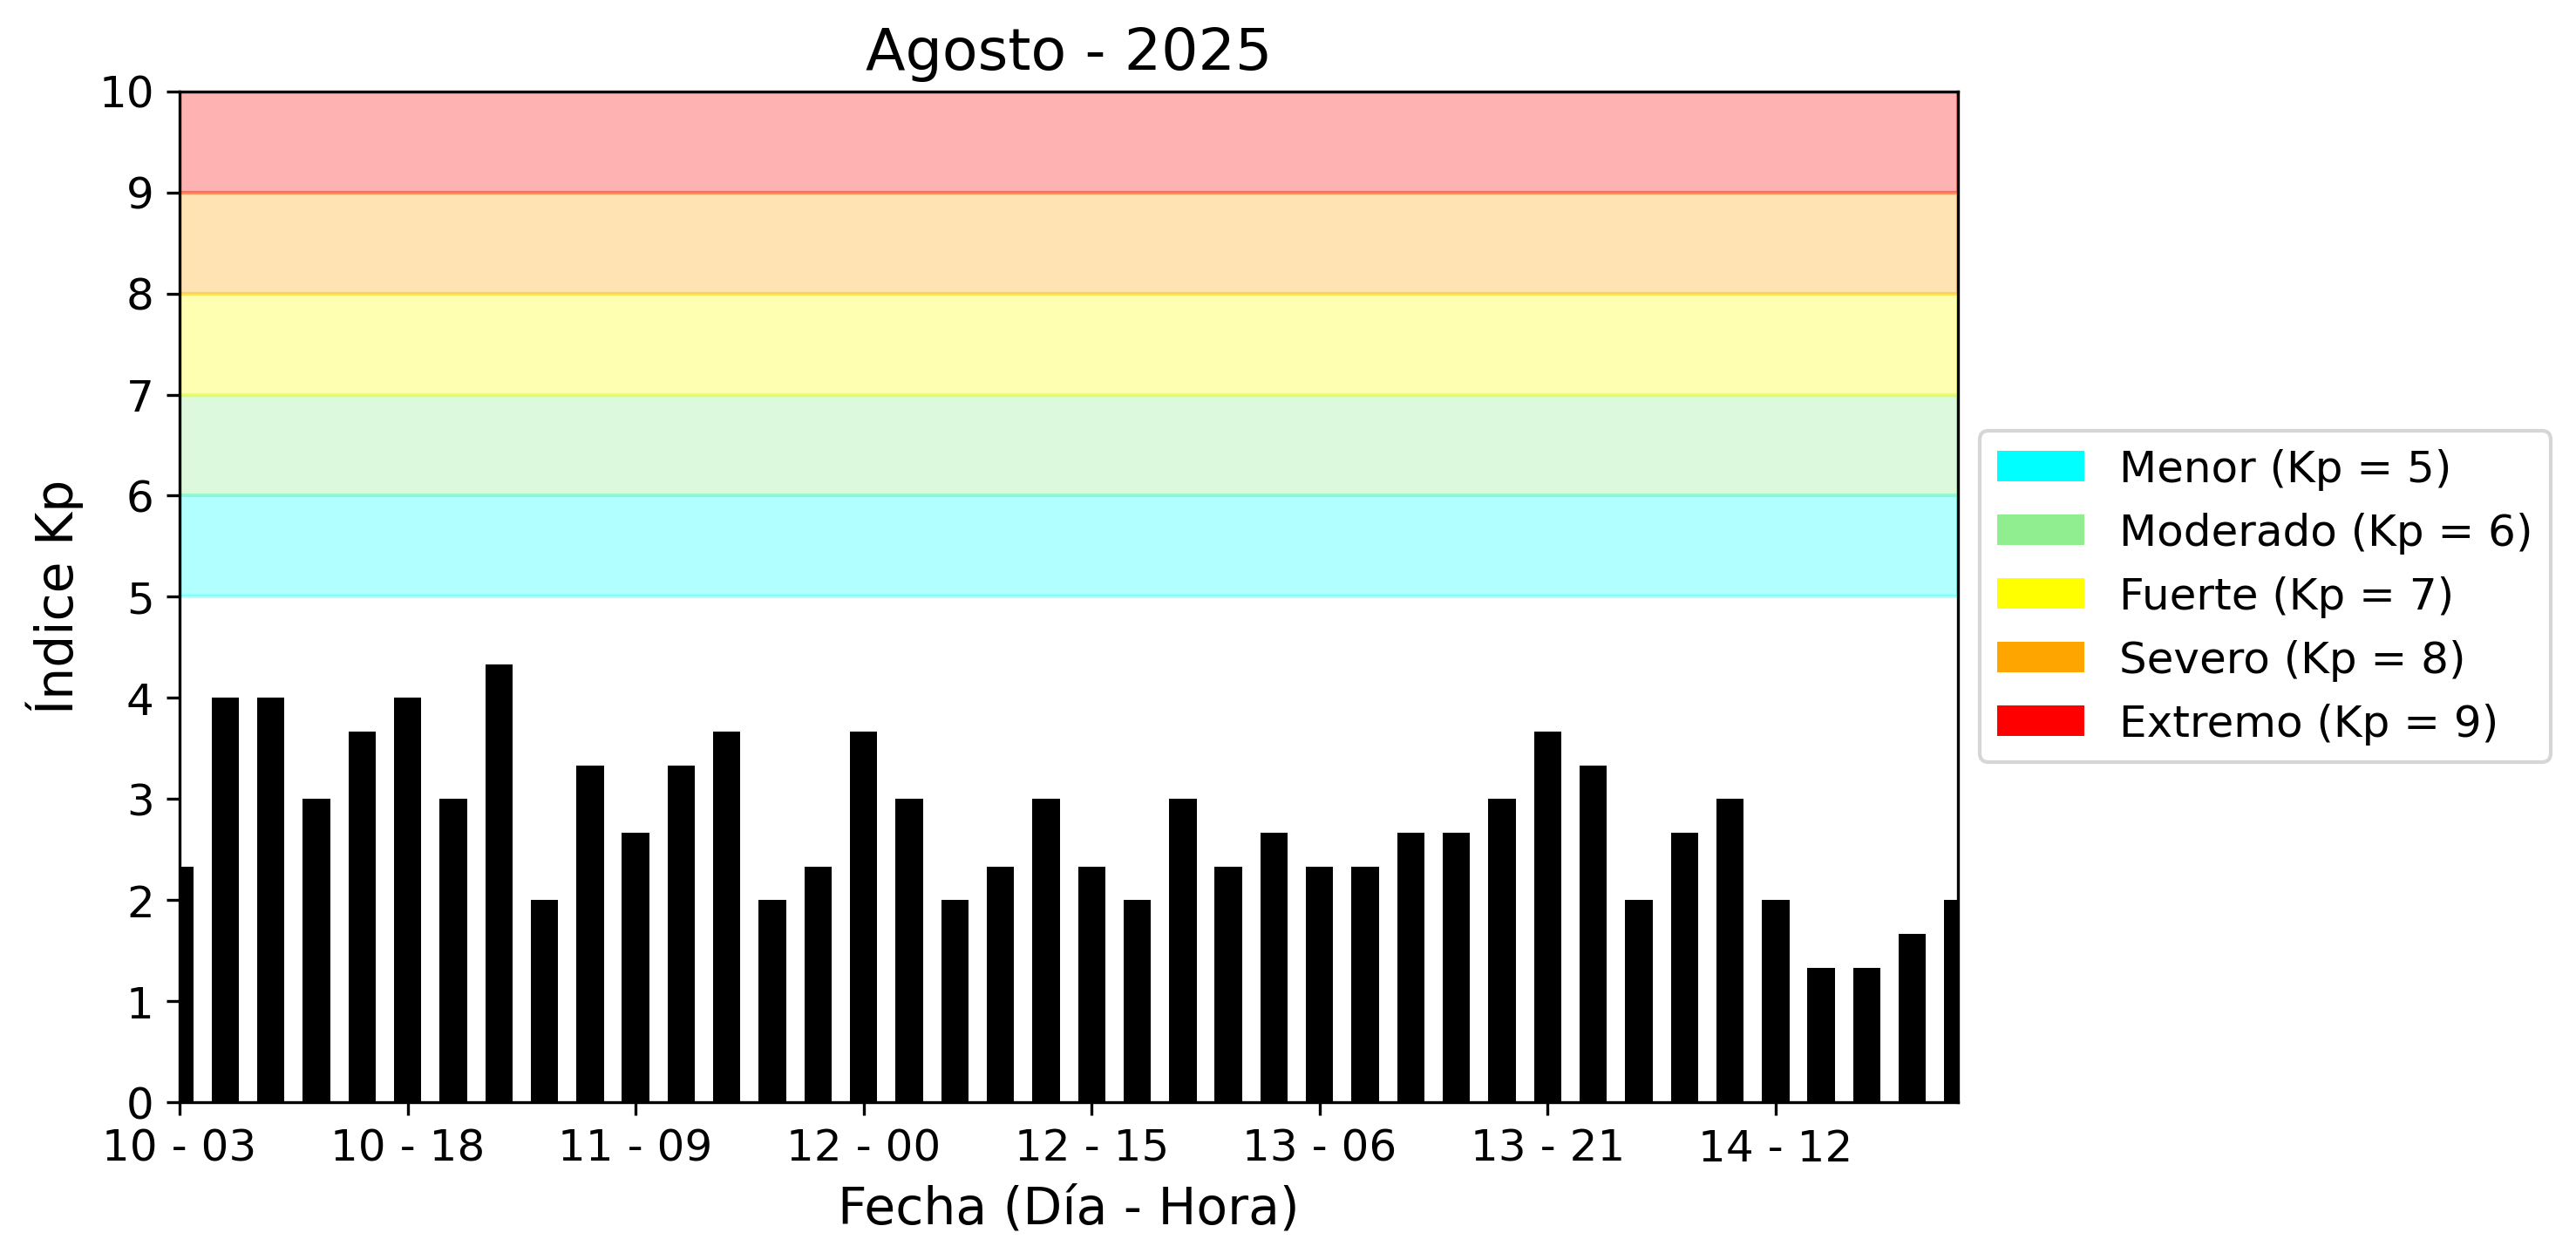 Agosto - 2025
10
9
8
7
6
5
4
3
2
1
0
Índice Kp
10 - 03
10 - 18
11 - 09
12 - 00
12 - 15
13 - 06
13 - 21
14 - 12
Fecha (Día - Hora)
Menor (Kp = 5)
Moderado (Kp = 6)
Fuerte (Kp = 7)
Severo (Kp = 8)
Extremo (Kp = 9)